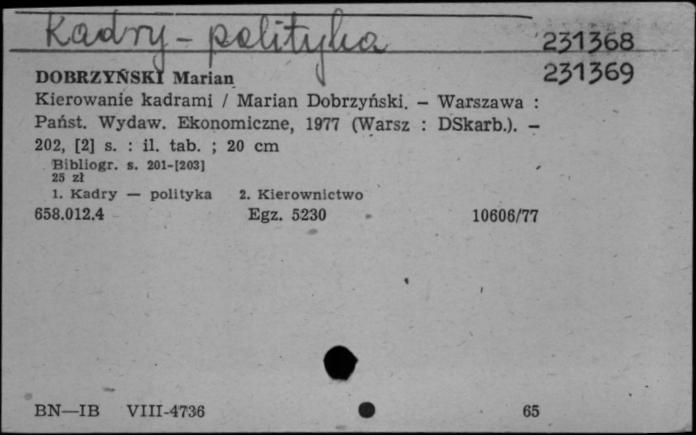 Kadry - polityka
231368
231369
DOBRZYŃSKI Marian
Kierowanie kadrami / Marian Dobrzyński. — Warszawa :
Państ. Wydaw. Ekonomiczne, 1977 (Warsz : DSkarb.). —
202, [2] s. : il. tab. ; 20 cm
Bibliogr. s. 201-[203]
25 zł
1. Kadry — polityka 2. Kierownictwo
658.012.4 Egz. 5230 10606/77
BN—IB VIII-4736 65